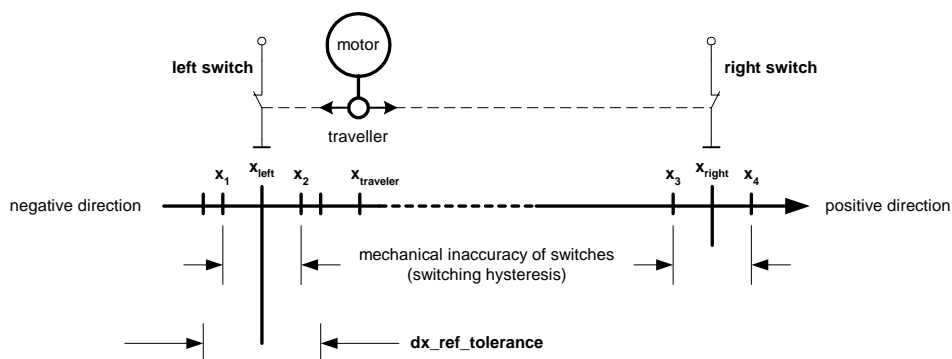 motor
left switch
right switch
traveller
x1
xleft
x2
xtraveler
x3
xright
x4
negative direction
positive direction
mechanical inaccuracy of switches
(switching hysteresis)
dx_ref_tolerance